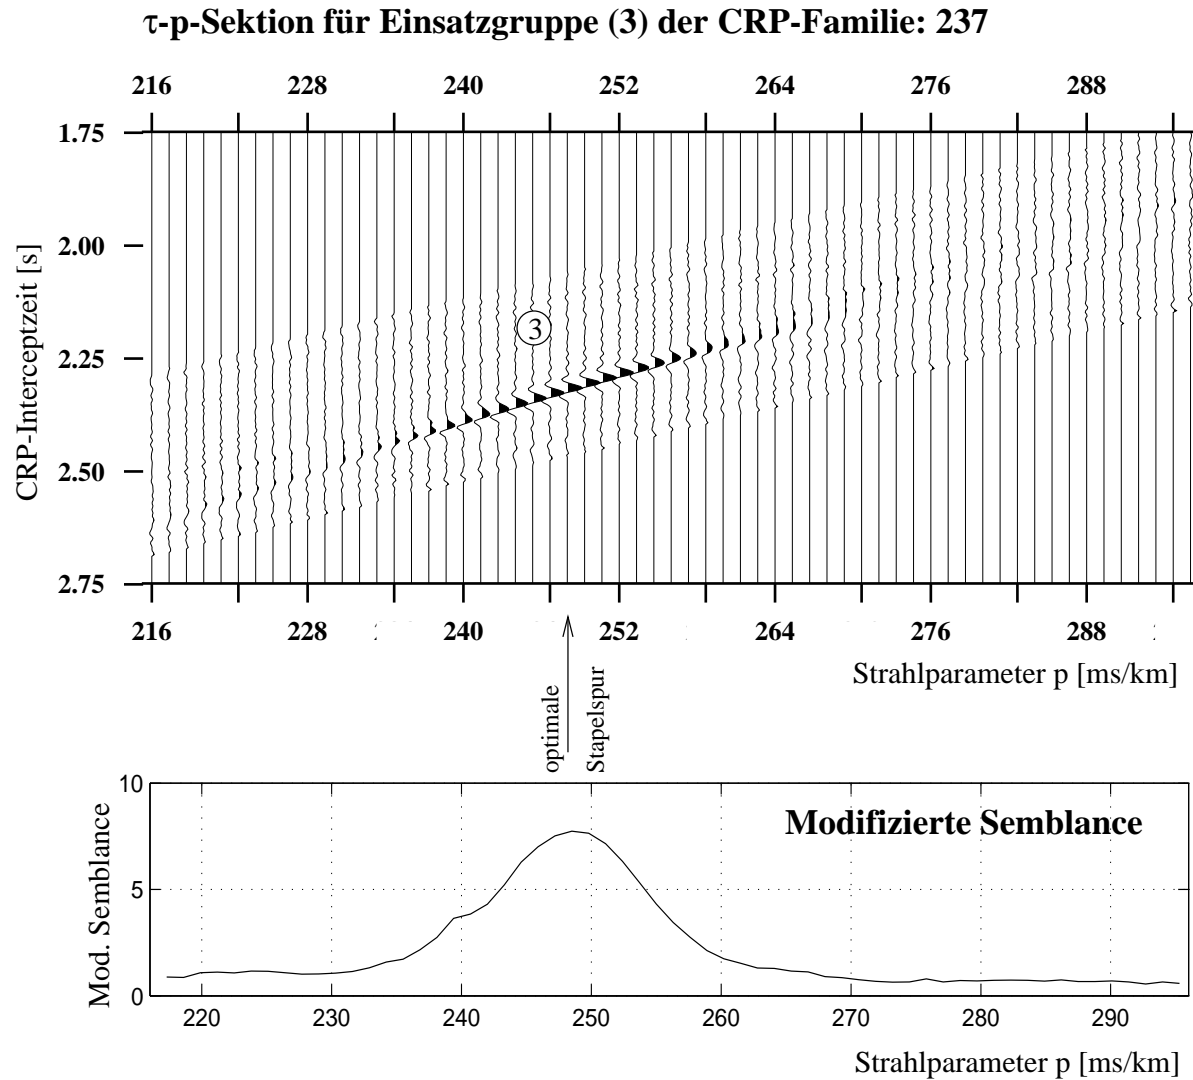 τ-p-Sektion für Einsatzgruppe (3) der CRP-Familie: 237
216 228 240 252 264 276 288
1.75
2.00
2.25
2.50
2.75
CRP-Interceptzeit [s]
3
216 228 240 252 264 276 288
Strahlparameter p [ms/km]
optimale
Stapelspur
Modifizierte Semblance
10
5
0
Mod. Semblance
220 230 240 250 260 270 280 290
Strahlparameter p [ms/km]